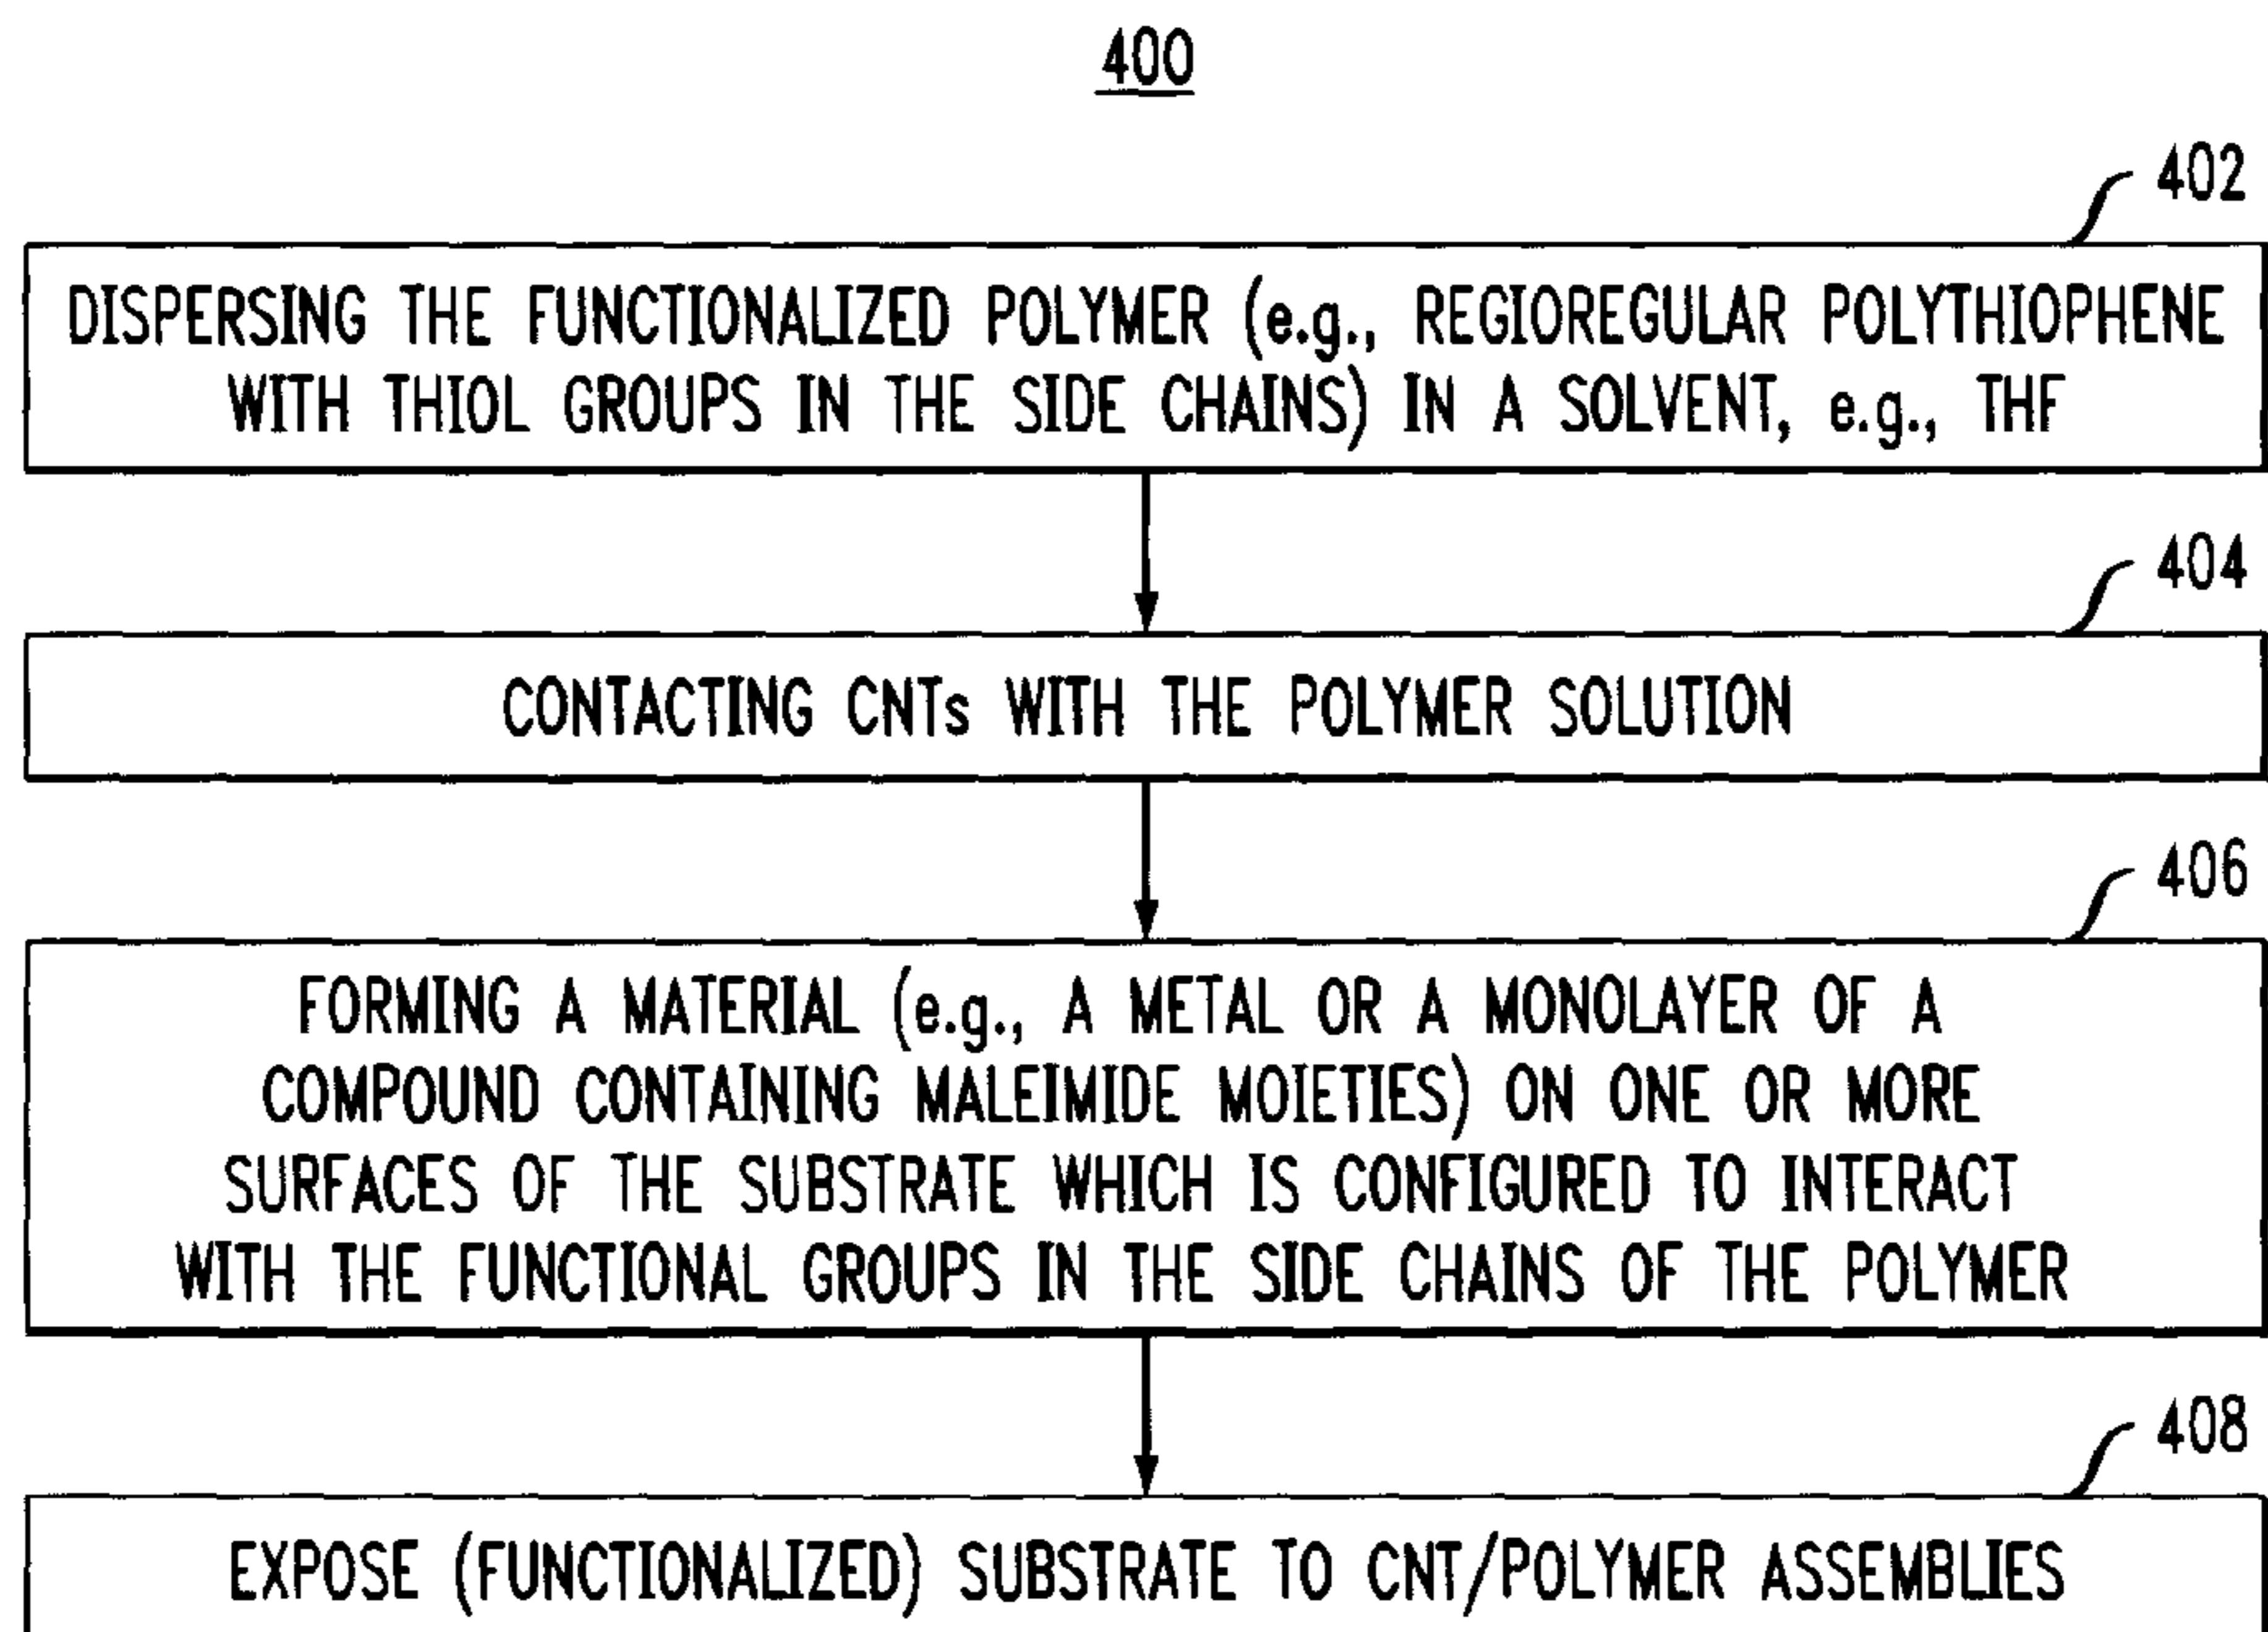 400
402
DISPERSING THE FUNCTIONALIZED POLYMER (e.g., REGIOREGULAR POLYTHIOPHENE
WITH THIOL GROUPS IN THE SIDE CHAINS) IN A SOLVENT, e.g., THF
404
CONTACTING CNTs WITH THE POLYMER SOLUTION
406
FORMING A MATERIAL (e.g., A METAL OR A MONOLAYER OF A
COMPOUND CONTAINING MALEIMIDE MOIETIES) ON ONE OR MORE
SURFACES OF THE SUBSTRATE WHICH IS CONFIGURED TO INTERACT
WITH THE FUNCTIONAL GROUPS IN THE SIDE CHAINS OF THE POLYMER
408
EXPOSE (FUNCTIONALIZED) SUBSTRATE TO CNT/POLYMER ASSEMBLIES